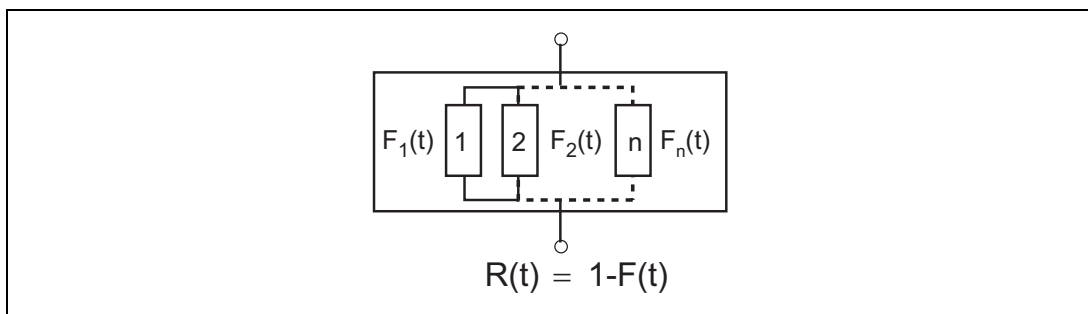 F₁(t) 1 2 F₂(t) n Fₙ(t)
R(t) = 1-F(t)